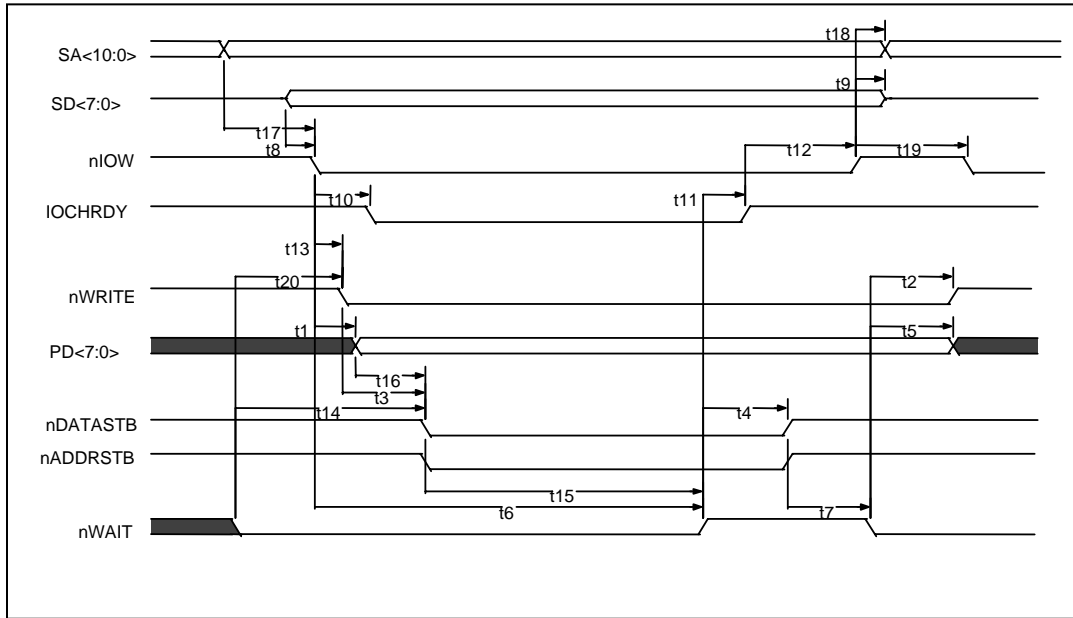 t18
SA<10:0>
t9
SD<7:0>
t17
t8
t12
t19
nIOW
t10
t11
IOCHRDY
t13
t20
t2
nWRITE
t1
t5
PD<7:0>
t16
t3
t14
t4
nDATASTB
nADDRSTB
t15
t6
t7
nWAIT